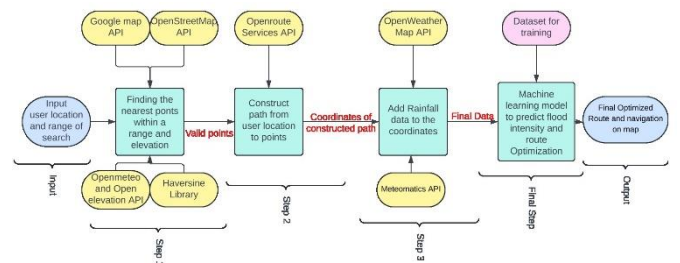 Google map
API
OpenStreetMap
API
Openroute
Services API
OpenWeather
Map API
Dataset for
training
Input
user location
and range of
search
Finding the
nearest ponts
within a
range and
elevation
Valid points
Construct
path from
user location
to points
Coordinates of
constructed path
Add Rainfall
data to the
coordinates
Final Data
Machine
learning model
to predict flood
intensity and
route
Optimization
Final Optimized
Route and navigation
on map
Openmeteo
and Open
elevation API
Haversine
Library
Meteomatics API
Input
Step
Step 2
Step 3
Final Step
Output